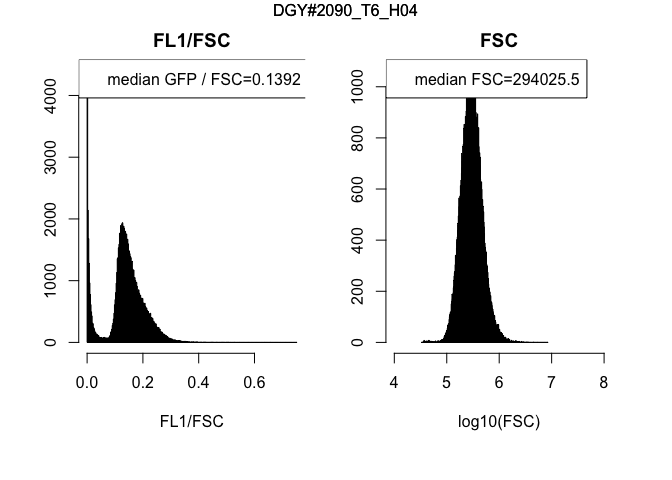 DGY#2090_T6_H04
FL1/FSC
median GFP / FSC=0.1392
0
1000
2000
3000
4000
0.0 0.2 0.4 0.6
FL1/FSC
FSC
median FSC=294025.5
0
200
400
600
800
1000
4 5 6 7 8
log10(FSC)